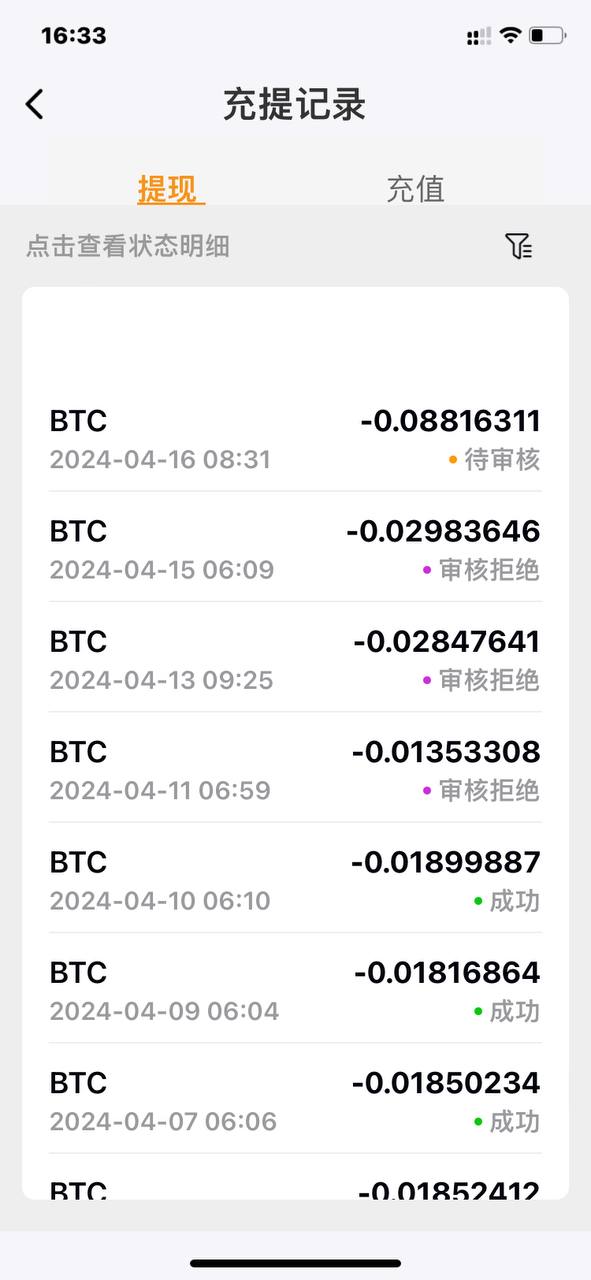 16:33
充提记录
提现
充值
点击查看状态明细
BTC
-0.08816311
2024-04-16 08:31
待审核
BTC
-0.02983646
2024-04-15 06:09
审核拒绝
BTC
-0.02847641
2024-04-13 09:25
审核拒绝
BTC
-0.01353308
2024-04-11 06:59
审核拒绝
BTC
-0.01899887
2024-04-10 06:10
成功
BTC
-0.01816864
2024-04-09 06:04
成功
BTC
-0.01850234
2024-04-07 06:06
成功
BTC
-0.01852412